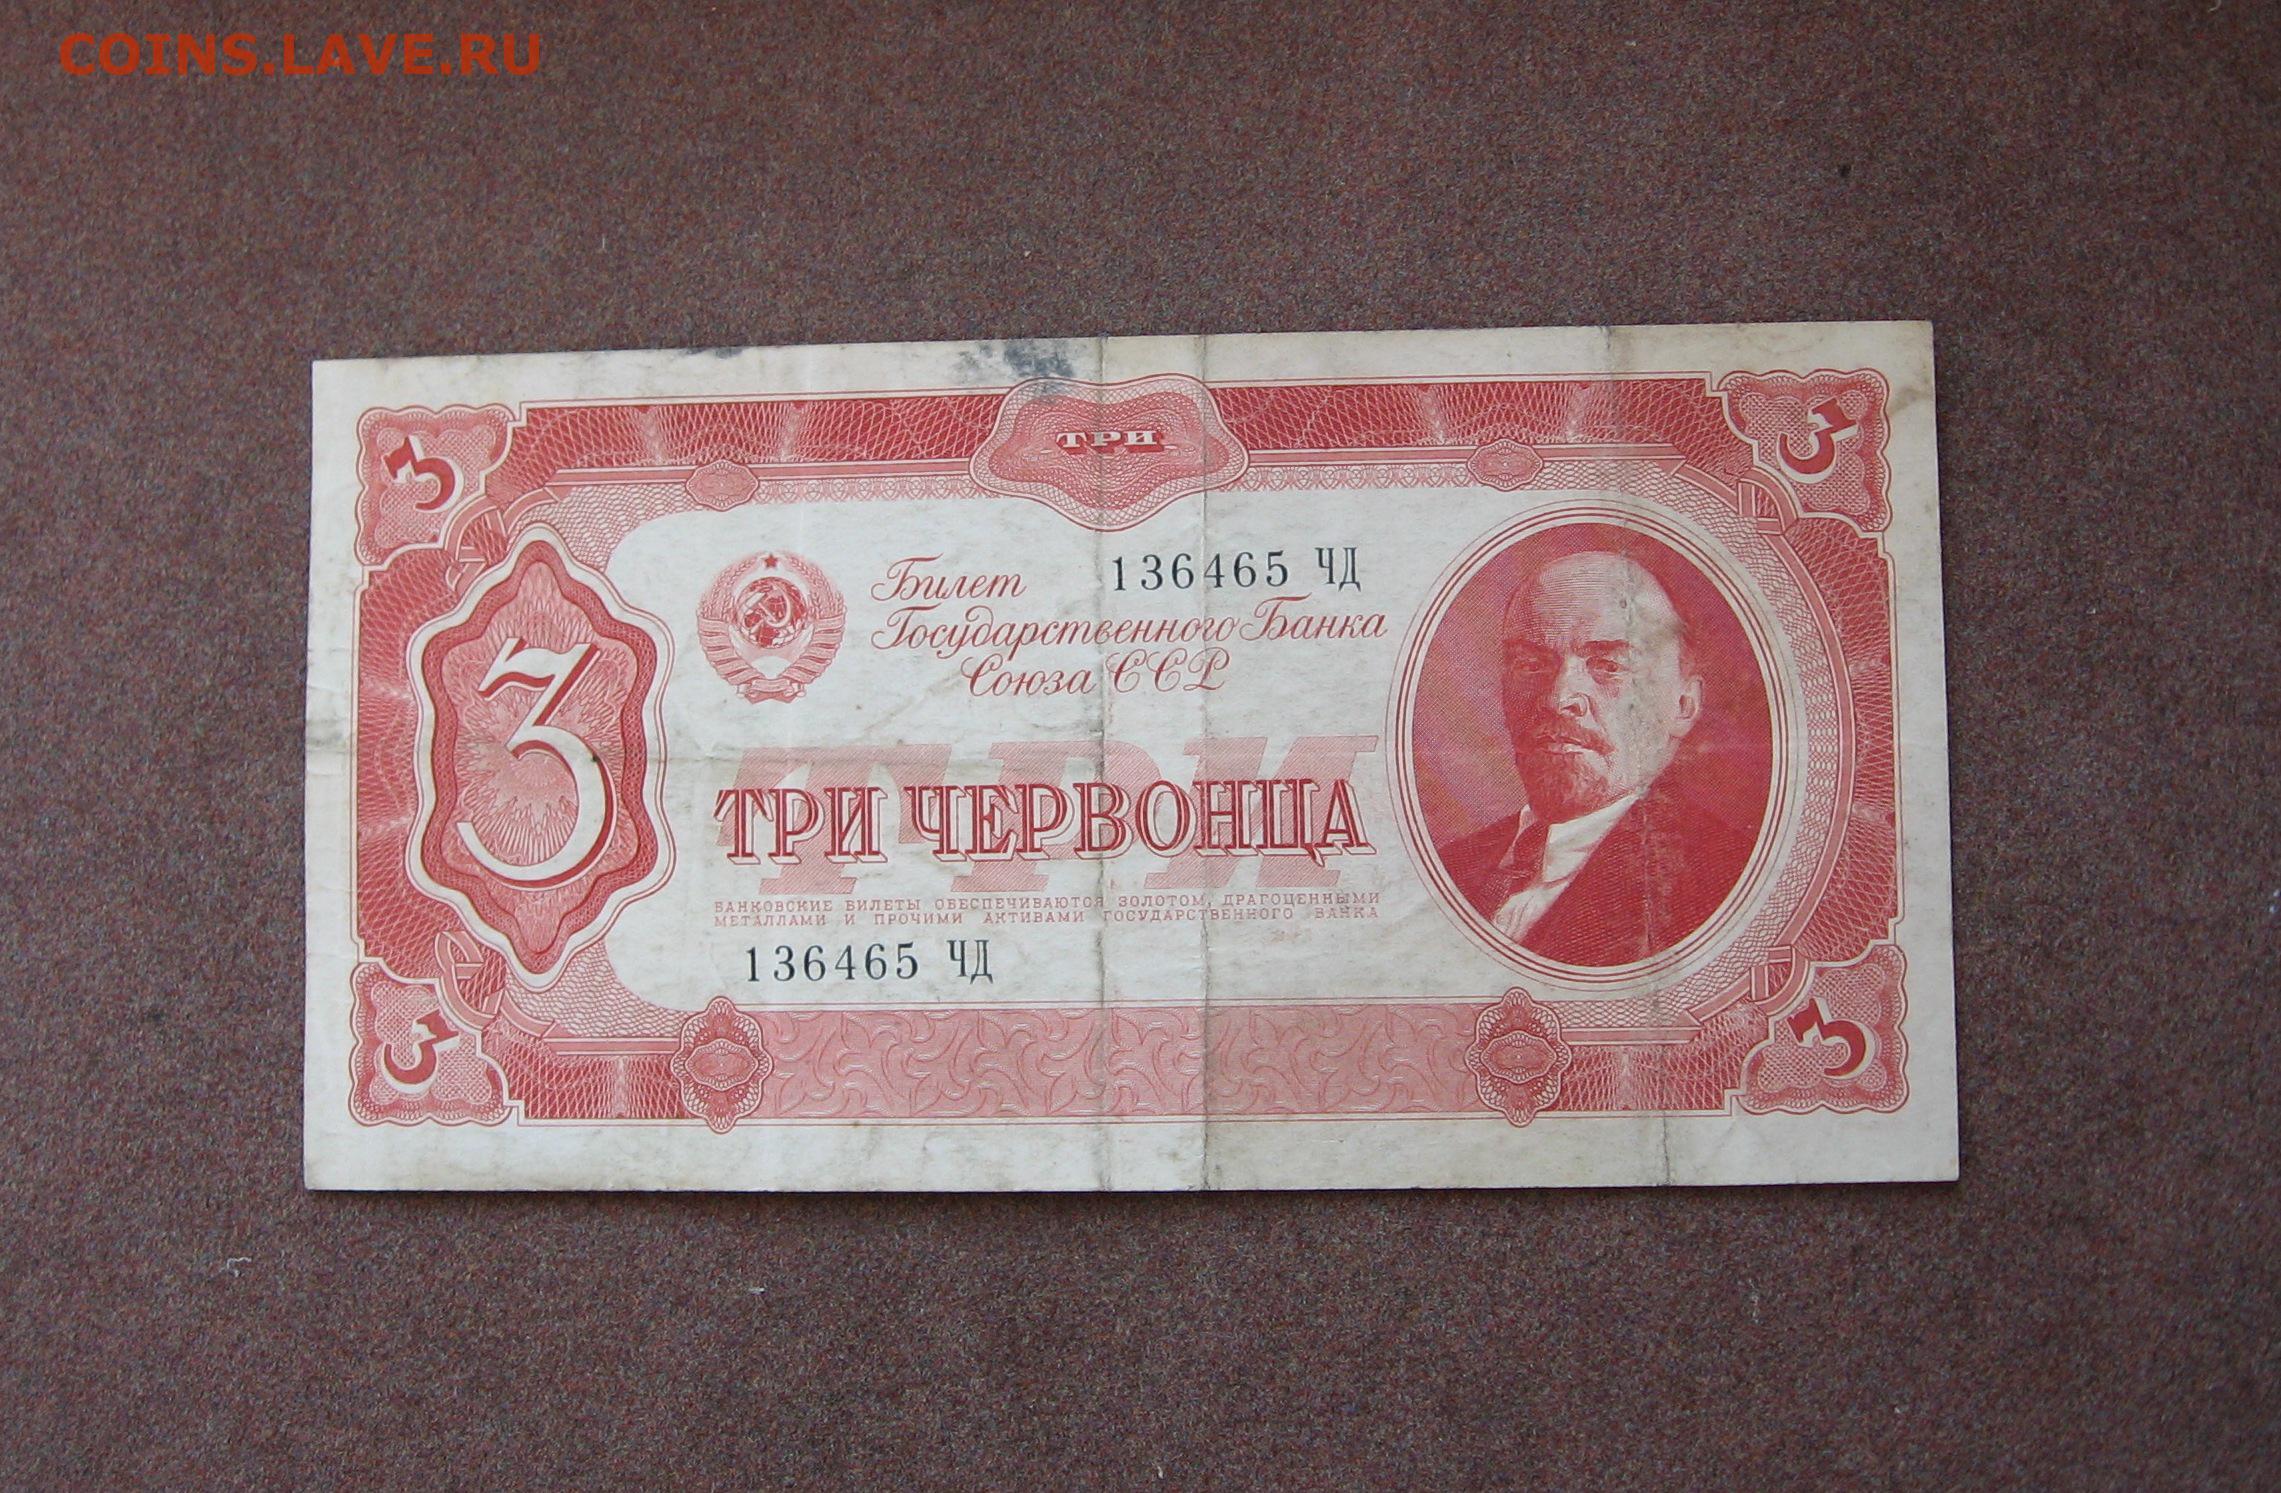 COINS.LAVE.RU
ТРИ
3
3
Билет 136465 ЧД
Государственного Банка
Союза ССР
3
ТРИ
ТРИ ЧЕРВОНЦА
БАНКОВСКИЕ БИЛЕТЫ ОБЕСПЕЧИВАЮТСЯ ЗОЛОТОМ, ДРАГОЦЕННЫМИ
МЕТАЛЛАМИ И ПРОЧИМИ АКТИВАМИ ГОСУДАРСТВЕННОГО БАНКА
136465 ЧД
3
3